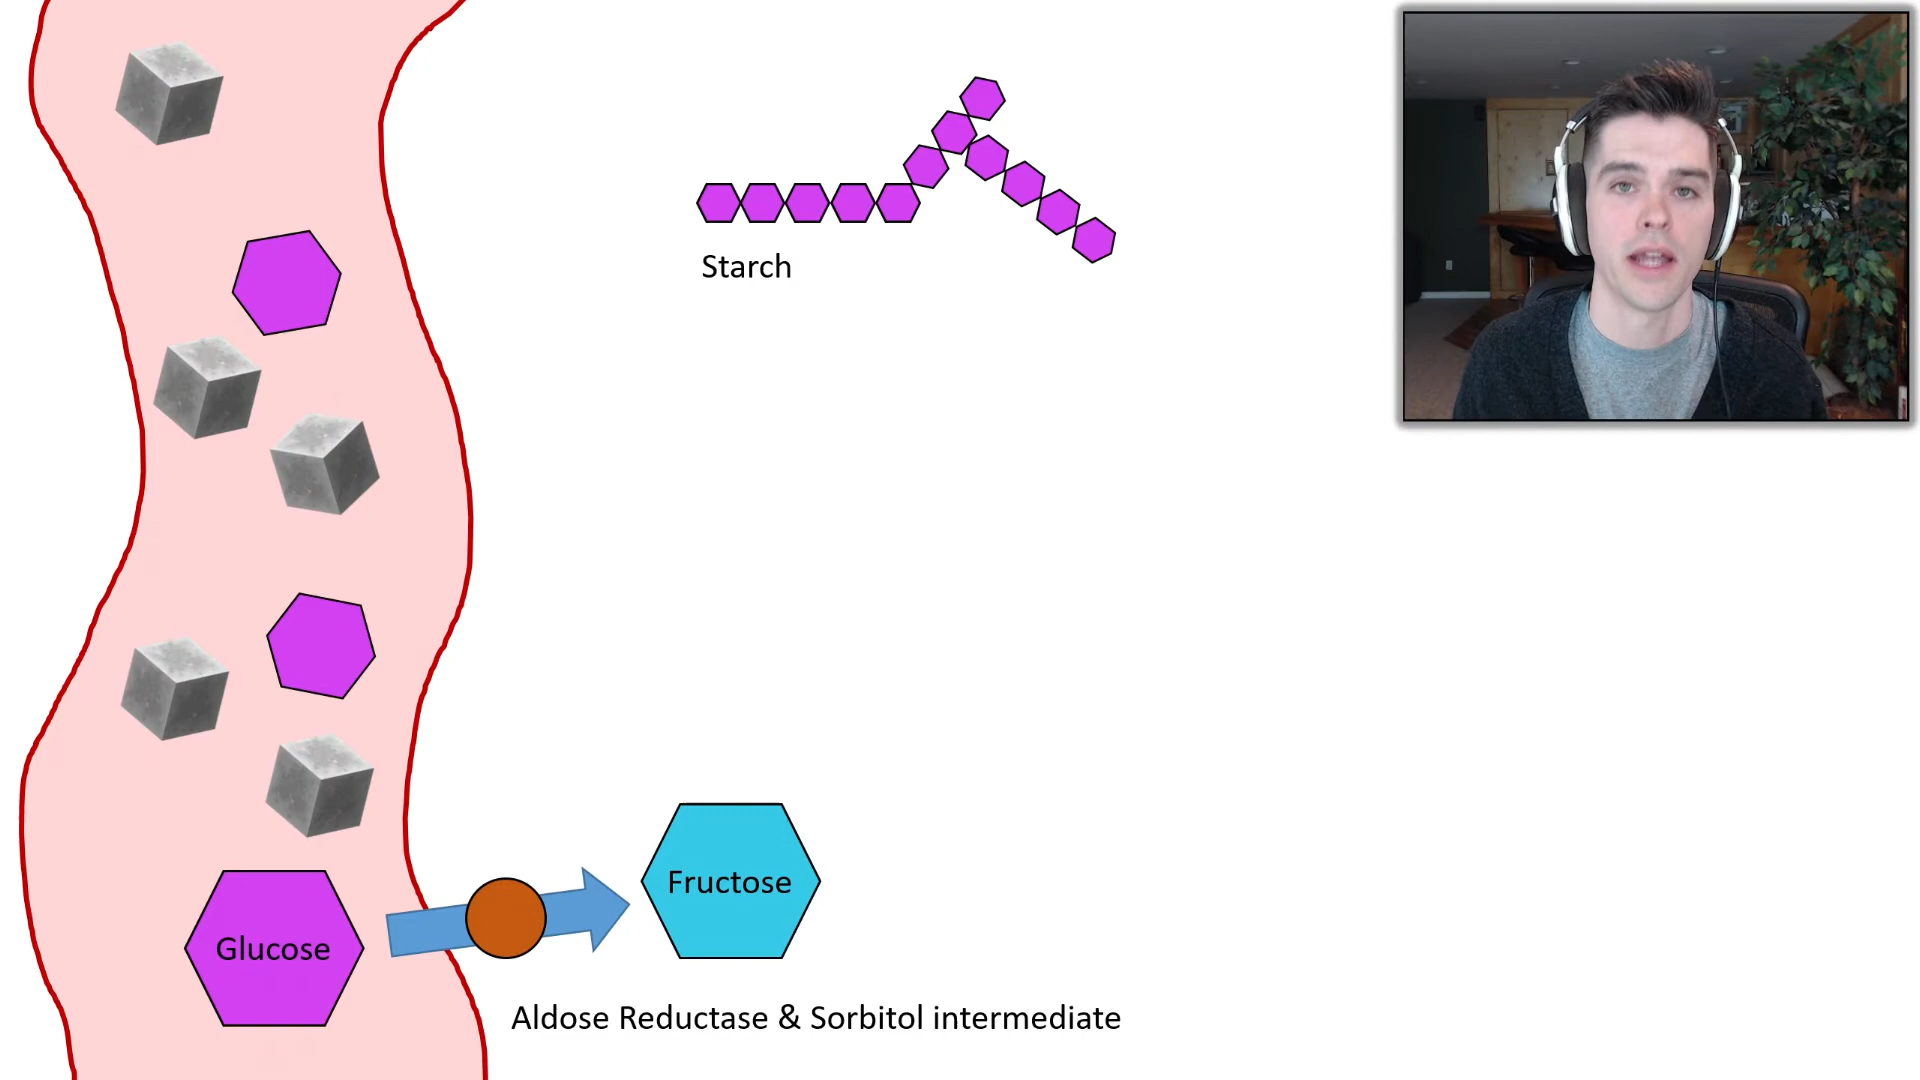 Starch
Fructose
Glucose
Aldose Reductase & Sorbitol intermediate